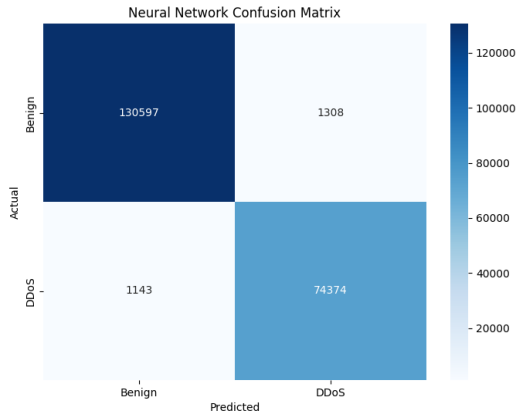 Neural Network Confusion Matrix
Actual
Benign
130597 1308
DDoS
1143 74374
Benign DDoS
Predicted
120000
100000
80000
60000
40000
20000